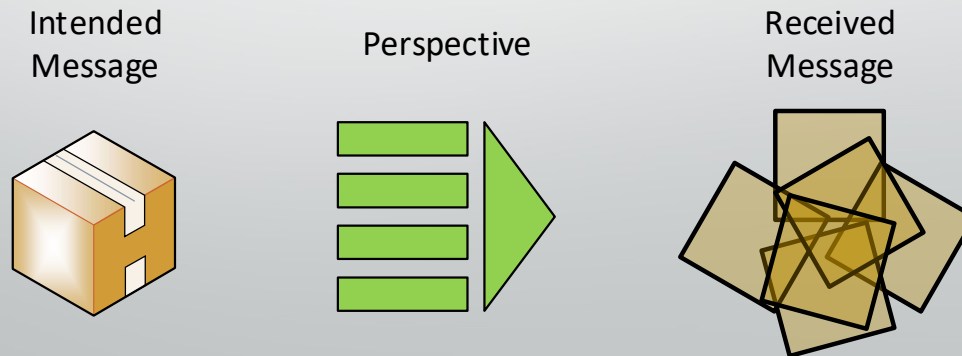 Intended
Message
Perspective
Received
Message